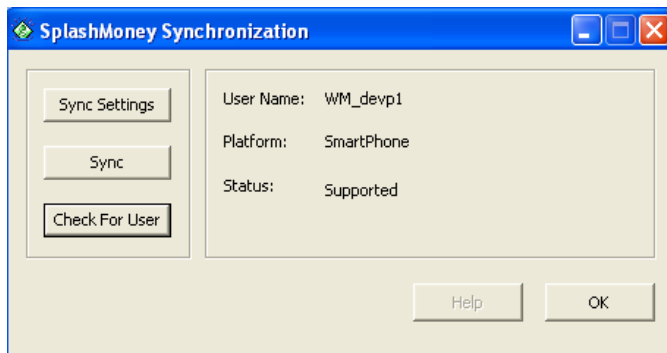 SplashMoney Synchronization
Sync Settings
Sync
Check For User
User Name: WM_devp1
Platform: SmartPhone
Status: Supported
Help
OK